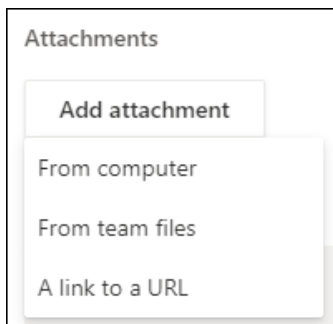 Attachments
Add attachment
From computer
From team files
A link to a URL